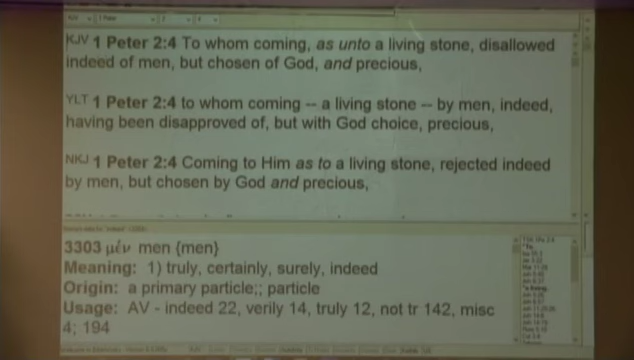 KJV 1 Peter 2:4 To whom coming, as unto a living stone, disallowed
indeed of men, but chosen of God, and precious,
YLT 1 Peter 2:4 to whom coming -- a living stone -- by men, indeed,
having been disapproved of, but with God choice, precious,
NKJ 1 Peter 2:4 Coming to Him as to a living stone, rejected indeed
by men, but chosen by God and precious,
3303 μέν men {men}
Meaning: 1) truly, certainly, surely, indeed
Origin: a primary particle;; particle
Usage: AV - indeed 22, verily 14, truly 12, not tr 142, misc
4; 194